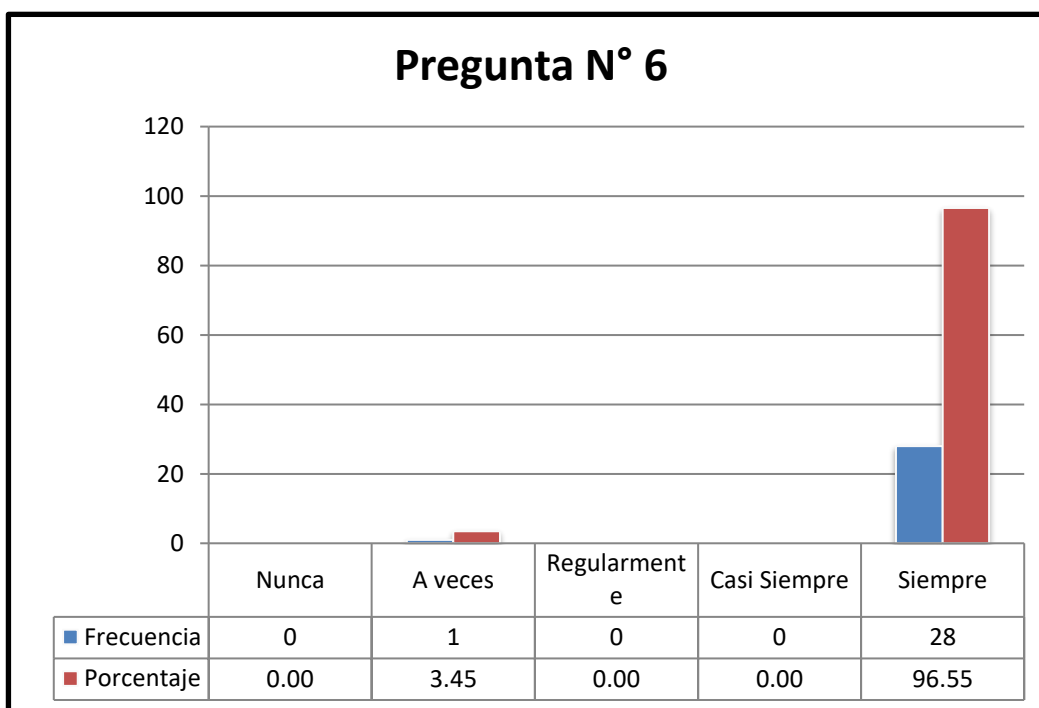 Pregunta N° 6
120
100
80
60
40
20
0
Nunca A veces Regularment
e Casi Siempre Siempre
Frecuencia 0 1 0 0 28
Porcentaje 0.00 3.45 0.00 0.00 96.55